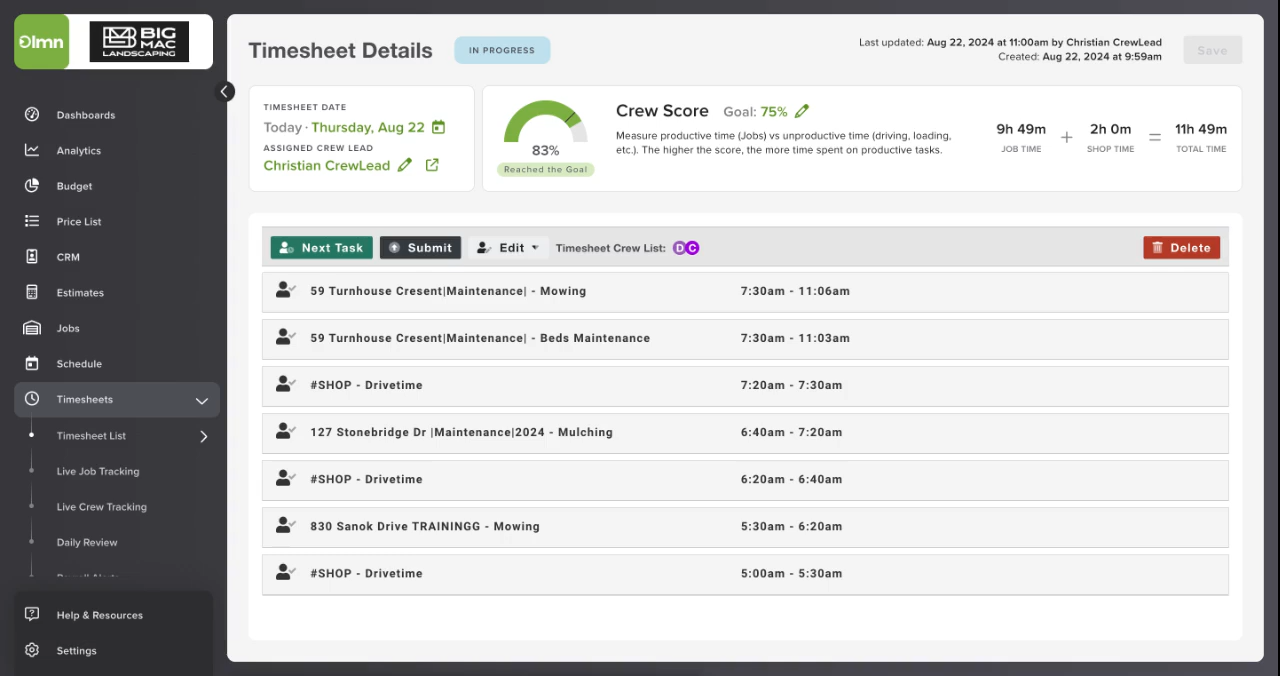 Olmn
BIG
MAC
LANDSCAPING
Dashboards
Analytics
Budget
Price List
CRM
Estimates
Jobs
Schedule
Timesheets
Timesheet List
Live Job Tracking
Live Crew Tracking
Daily Review
Help & Resources
Settings
Timesheet Details
IN PROGRESS
Last updated: Aug 22, 2024 at 11:00am by Christian CrewLead
Created: Aug 22, 2024 at 9:59am
Save
TIMESHEET DATE
Today · Thursday, Aug 22
ASSIGNED CREW LEAD
Christian CrewLead
83%
Reached the Goal
Crew Score Goal: 75%
Measure productive time (Jobs) vs unproductive time (driving, loading,
etc.). The higher the score, the more time spent on productive tasks.
9h 49m + 2h 0m = 11h 49m
JOB TIME SHOP TIME TOTAL TIME
Next Task Submit Edit Timesheet Crew List: D C Delete
59 Turnhouse Cresent|Maintenance| - Mowing 7:30am - 11:06am
59 Turnhouse Cresent|Maintenance| - Beds Maintenance 7:30am - 11:03am
#SHOP - Drivetime 7:20am - 7:30am
127 Stonebridge Dr |Maintenance|2024 - Mulching 6:40am - 7:20am
#SHOP - Drivetime 6:20am - 6:40am
830 Sanok Drive TRAININGG - Mowing 5:30am - 6:20am
#SHOP - Drivetime 5:00am - 5:30am